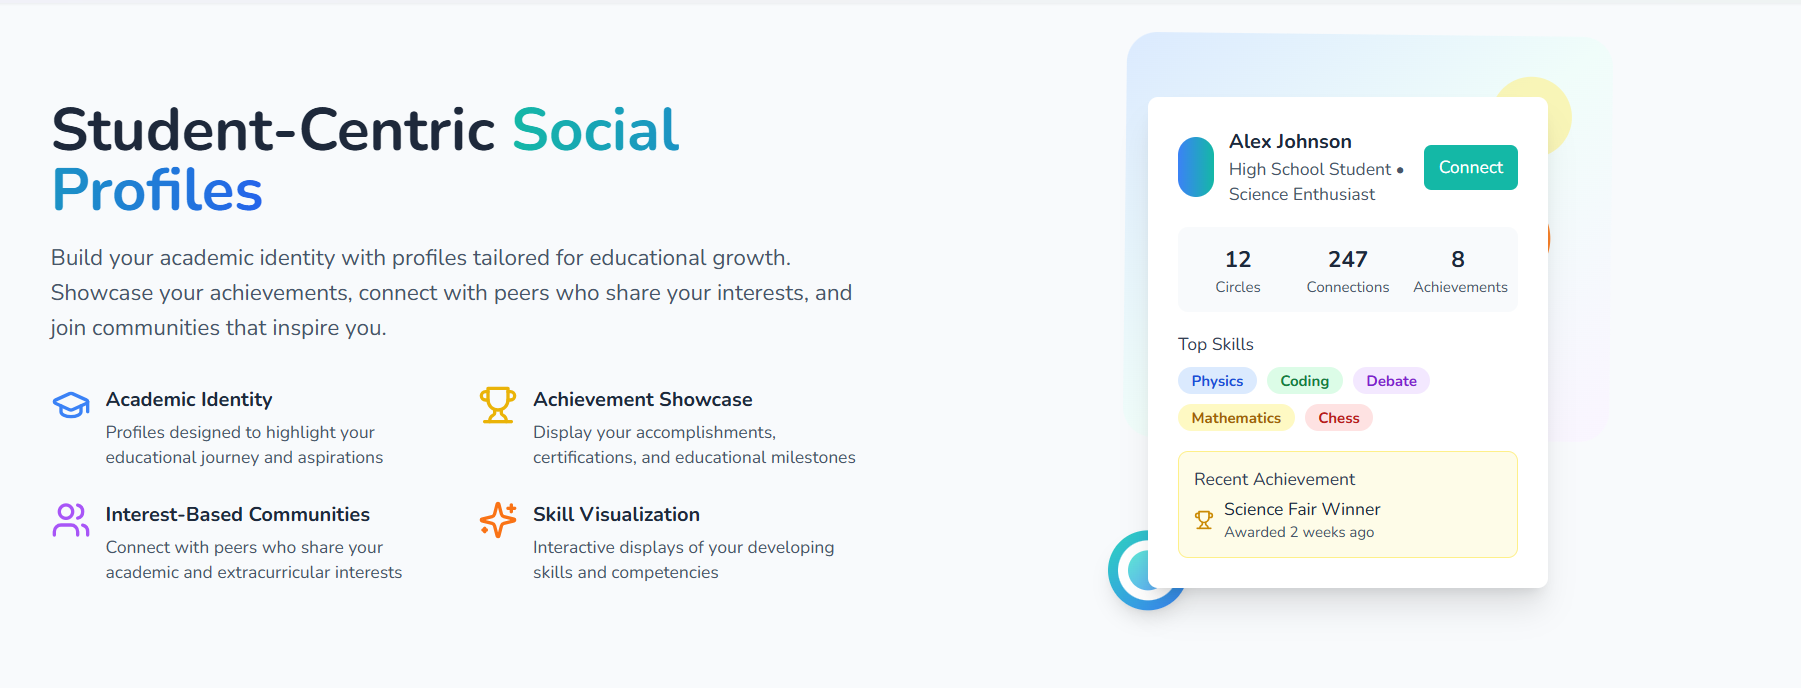 Student-Centric Social
Profiles
Build your academic identity with profiles tailored for educational growth.
Showcase your achievements, connect with peers who share your interests, and
join communities that inspire you.
Academic Identity
Profiles designed to highlight your
educational journey and aspirations
Achievement Showcase
Display your accomplishments,
certifications, and educational milestones
Interest-Based Communities
Connect with peers who share your
academic and extracurricular interests
Skill Visualization
Interactive displays of your developing
skills and competencies
Alex Johnson
High School Student •
Science Enthusiast
Connect
12 247 8
Circles Connections Achievements
Top Skills
Physics Coding Debate
Mathematics Chess
Recent Achievement
Science Fair Winner
Awarded 2 weeks ago